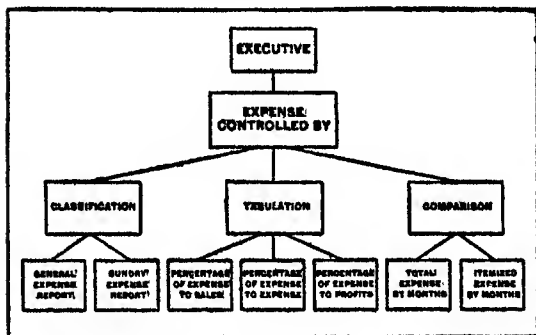 EXECUTIVE
EXPENSE
CONTROLLED BY
CLASSIFICATION
TABULATION
COMPARISON
GENERAL
EXPENSE
REPORT
SUNDRY
EXPENSE
REPORT
PERCENTAGE
OF EXPENSE
TO SALES
PERCENTAGE
OF EXPENSE
TO EXPENSE
PERCENTAGE
OF EXPENSE
TO PROFITS
TOTAL
EXPENSE
BY MONTHS
ITEMIZED
EXPENSE
BY MONTHS